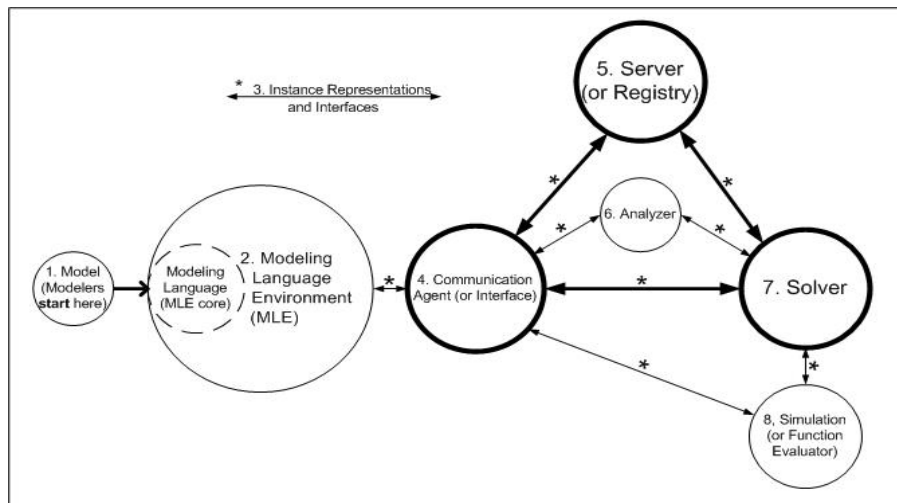 5. Server
(or Registry)
* 3. Instance Representations
and Interfaces
*
*
6. Analyzer
*
*
1. Model
(Modelers
start here)
Modeling
Language
(MLE core)
2. Modeling
Language
Environment
(MLE)
*
4. Communication
Agent (or Interface)
*
7. Solver
*
*
8, Simulation
(or Function
Evaluator)